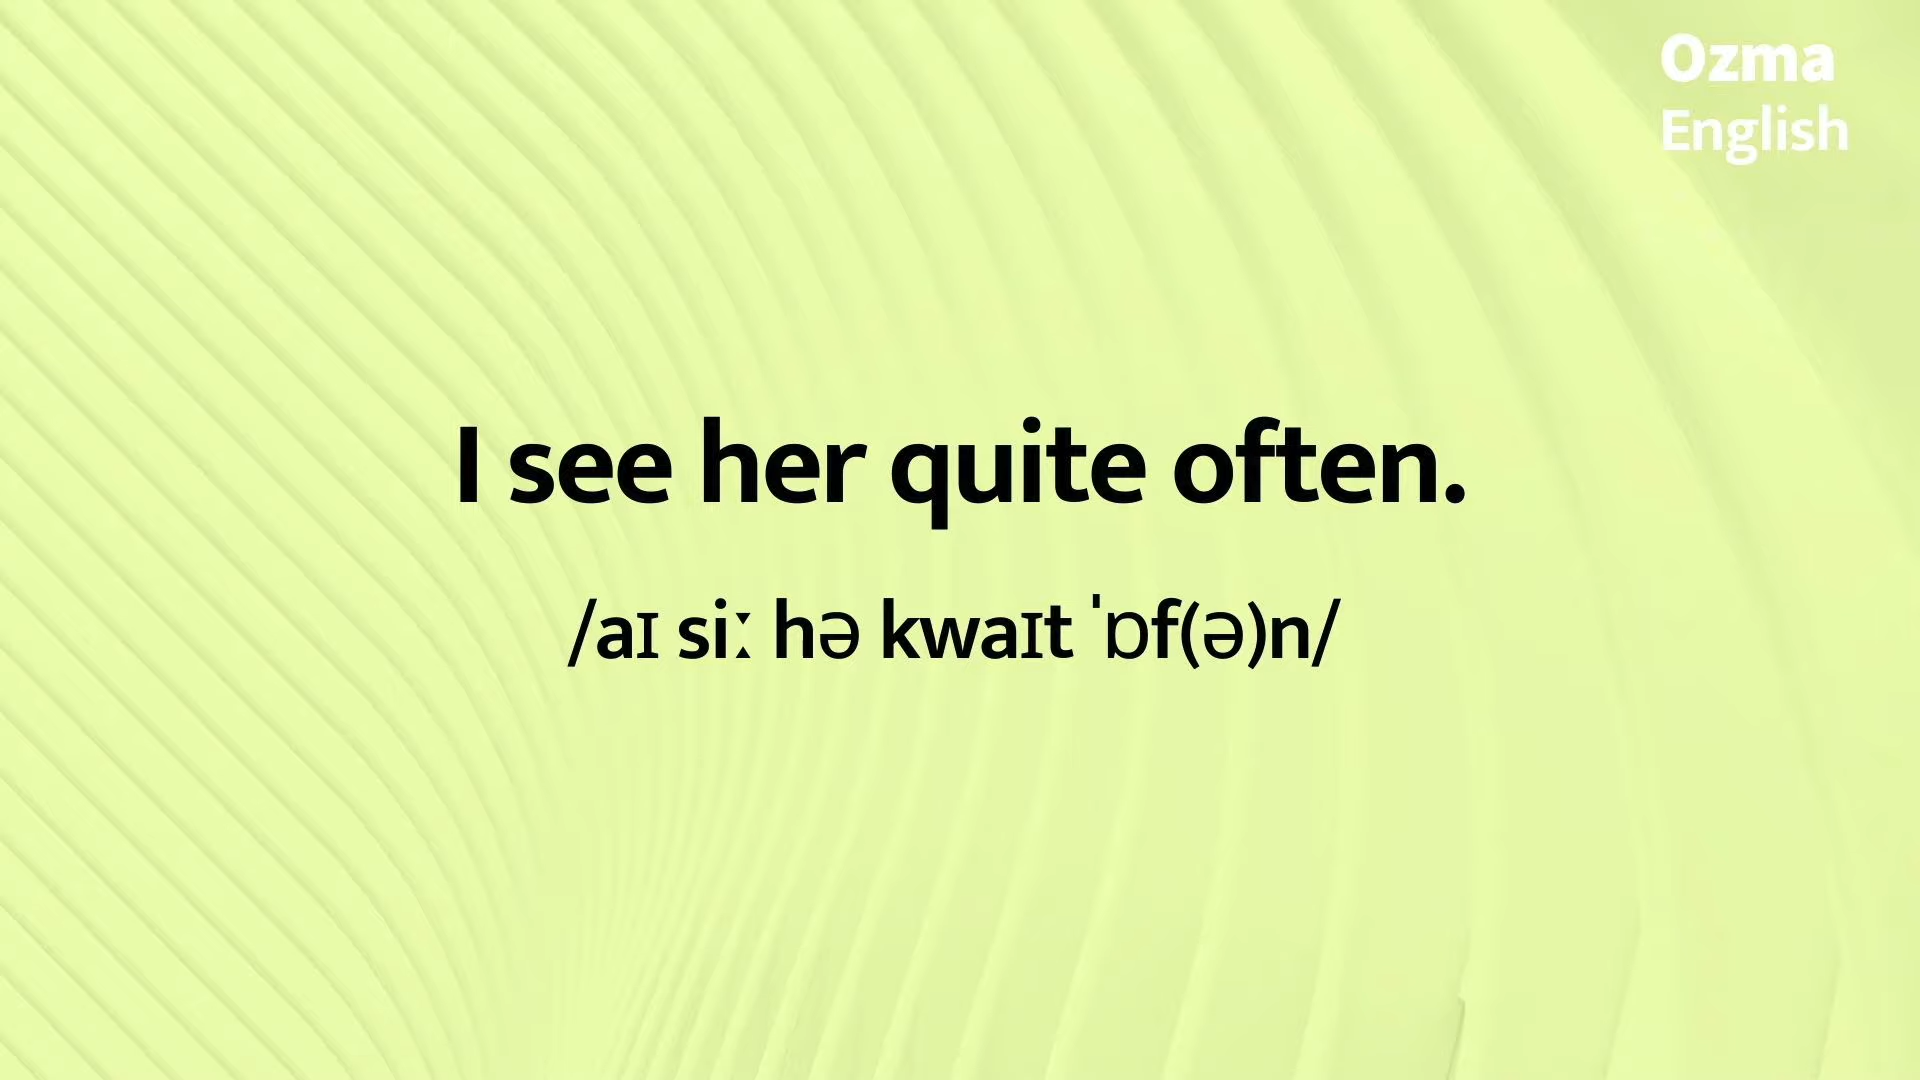 Ozma
English
I see her quite often.
/aɪ siː hə kwaɪt ˈɒf(ə)n/